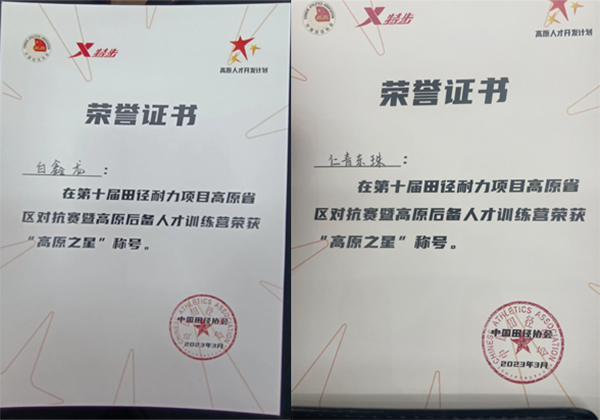 特步
高原人才开发计划
荣誉证书
白鑫龙:
在第十届田径耐力项目高原省
区对抗赛暨高原后备人才训练营荣获
“高原之星”称号。
CHINESE ATHLETICS ASSOCIATION
中国田径协会
2023年3月
特步
高原人才开发计划
荣誉证书
仁青东珠:
在第十届田径耐力项目高原省
区对抗赛暨高原后备人才训练营荣获
“高原之星”称号。
CHINESE ATHLETICS ASSOCIATION
中国田径协会
2023年3月